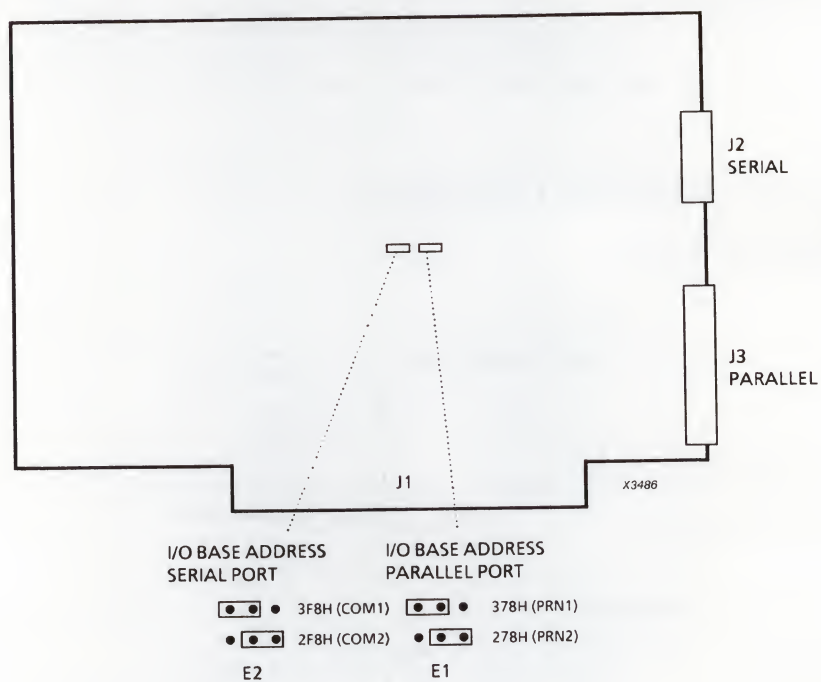 J2
SERIAL
J3
PARALLEL
J1
X3486
I/O BASE ADDRESS
SERIAL PORT
I/O BASE ADDRESS
PARALLEL PORT
3F8H (COM1)
378H (PRN1)
2F8H (COM2)
278H (PRN2)
E2
E1